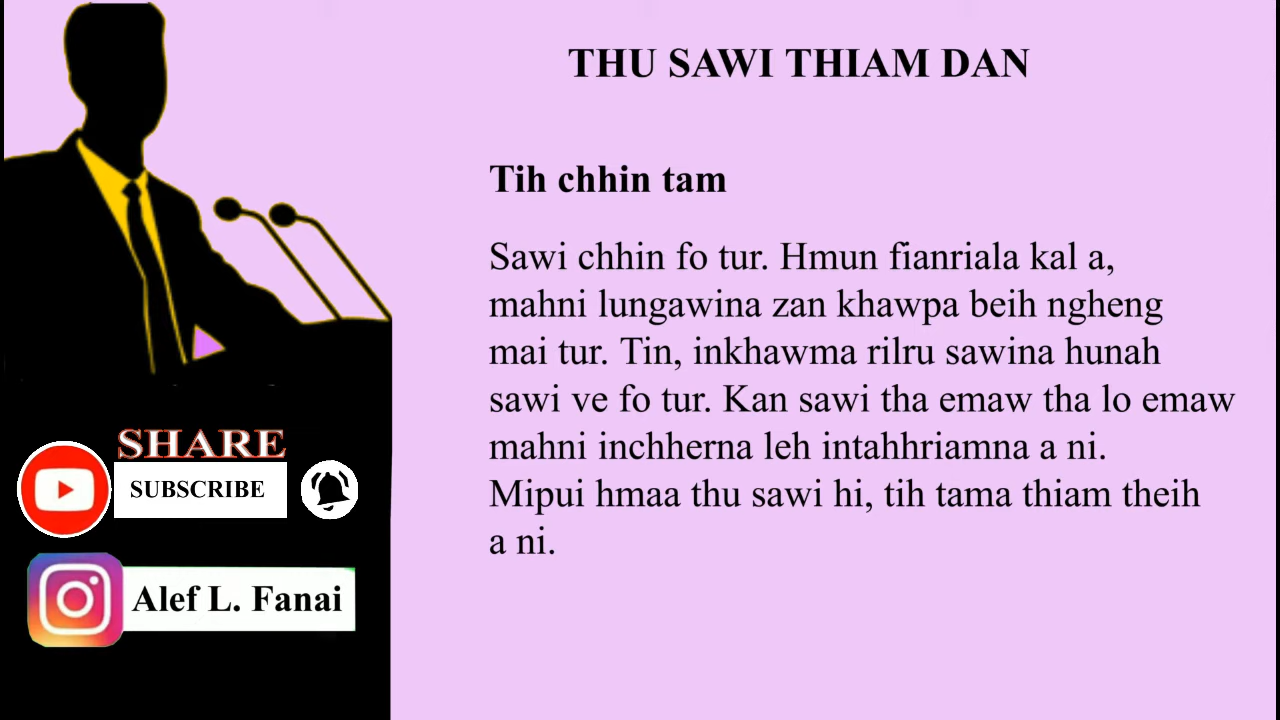 THU SAWI THIAM DAN
Tih chhin tam
Sawi chhin fo tur. Hmun fianriala kal a,
mahni lungawina zan khawpa beih ngheng
mai tur. Tin, inkhawma rilru sawina hunah
sawi ve fo tur. Kan sawi tha emaw tha lo emaw
mahni inchherna leh intahhriamna a ni.
Mipui hmaa thu sawi hi, tih tama thiam theih
a ni.
SHARE
SUBSCRIBE
Alef L. Fanai